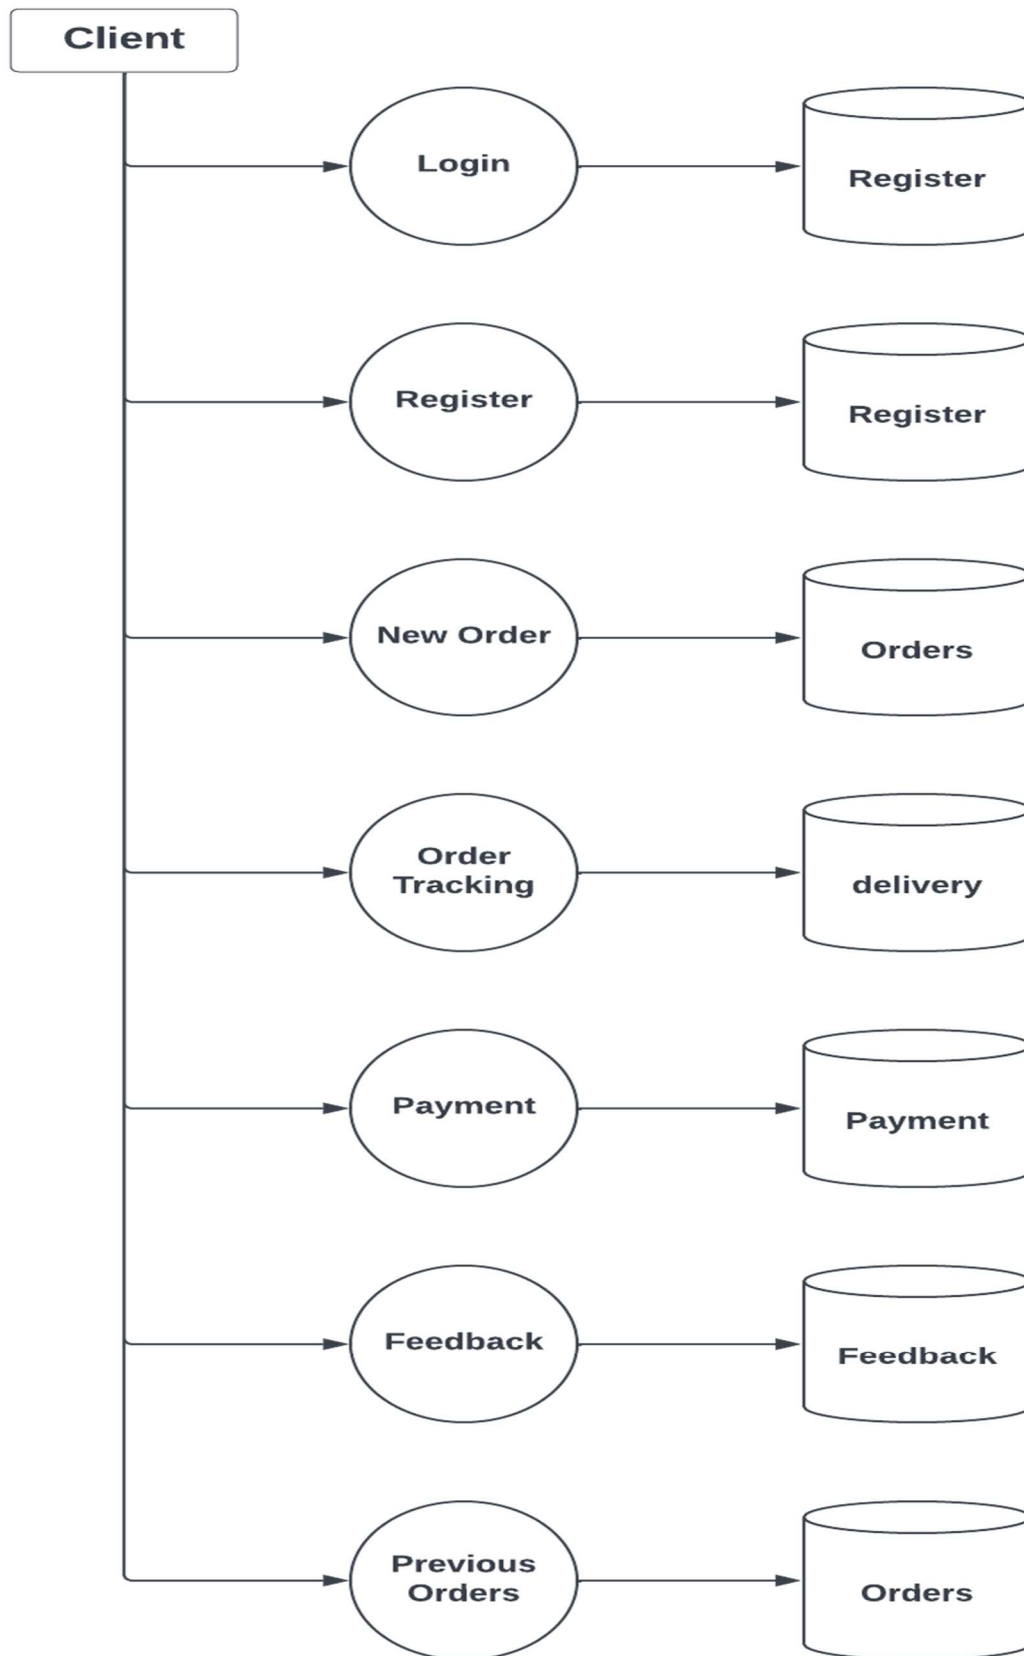 Client
Login
Register
Register
Register
New Order
Orders
Order
Tracking
delivery
Payment
Payment
Feedback
Feedback
Previous
Orders
Orders